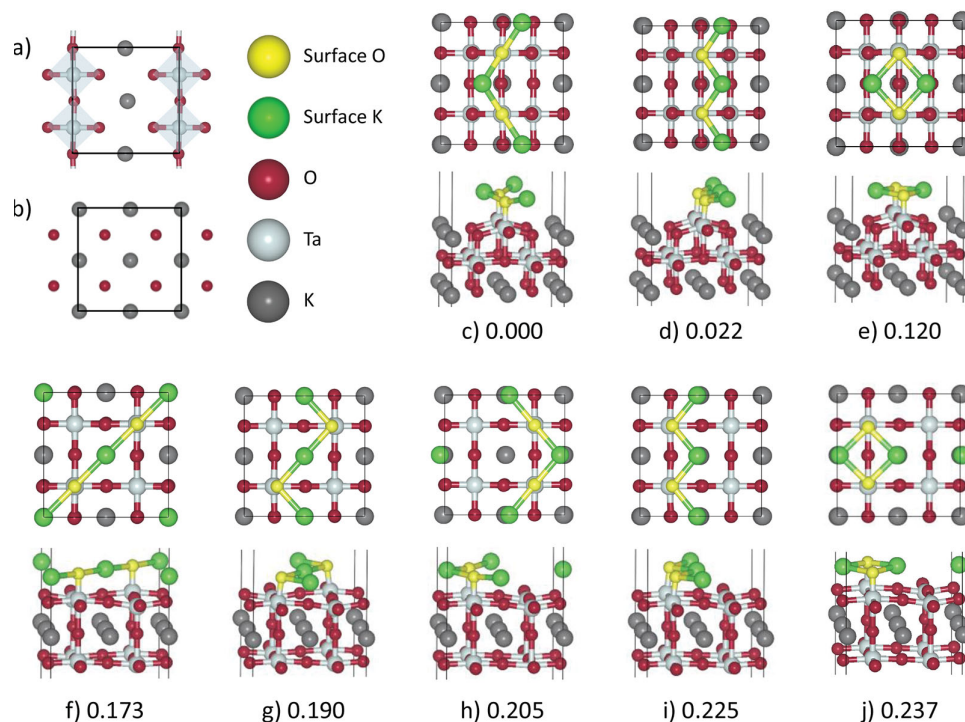 a)
Surface O
Surface K
O
b)
Ta
K
c) 0.000
d) 0.022
e) 0.120
f) 0.173
g) 0.190
h) 0.205
i) 0.225
j) 0.237